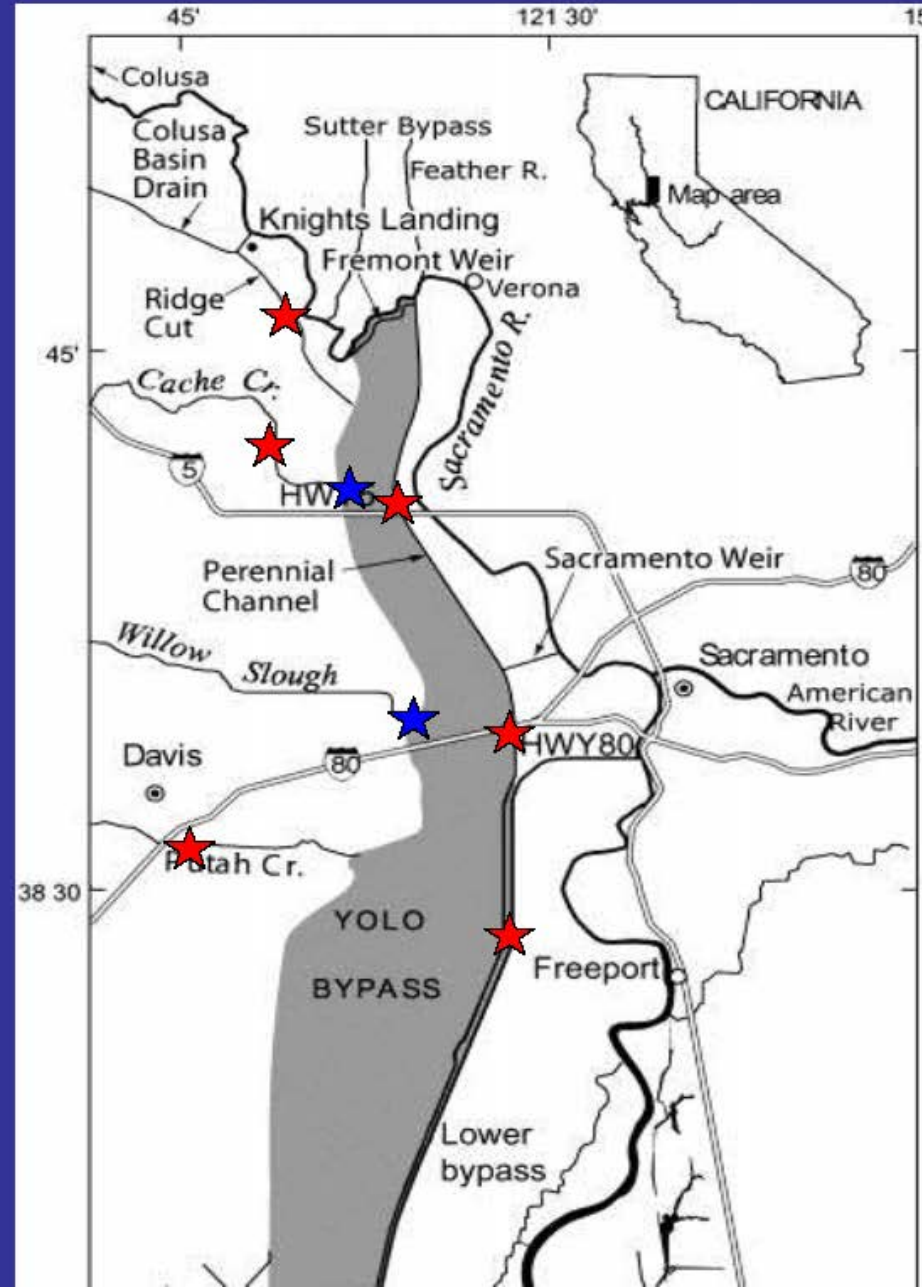 45'
121 30'
15
Colusa
Colusa
Basin
Drain
Sutter Bypass
Feather R.
CALIFORNIA
Map area
Knights Landing
Fremont Weir
Verona
Ridge
Cut
45'
Cache Cr.
Sacramento R.
5
HWY
Perennial
Channel
Sacramento Weir
80
Willow
Slough
Sacramento
American
River
HWY80
Davis
80
Putah Cr.
38 30
YOLO
BYPASS
Freeport
Lower
bypass